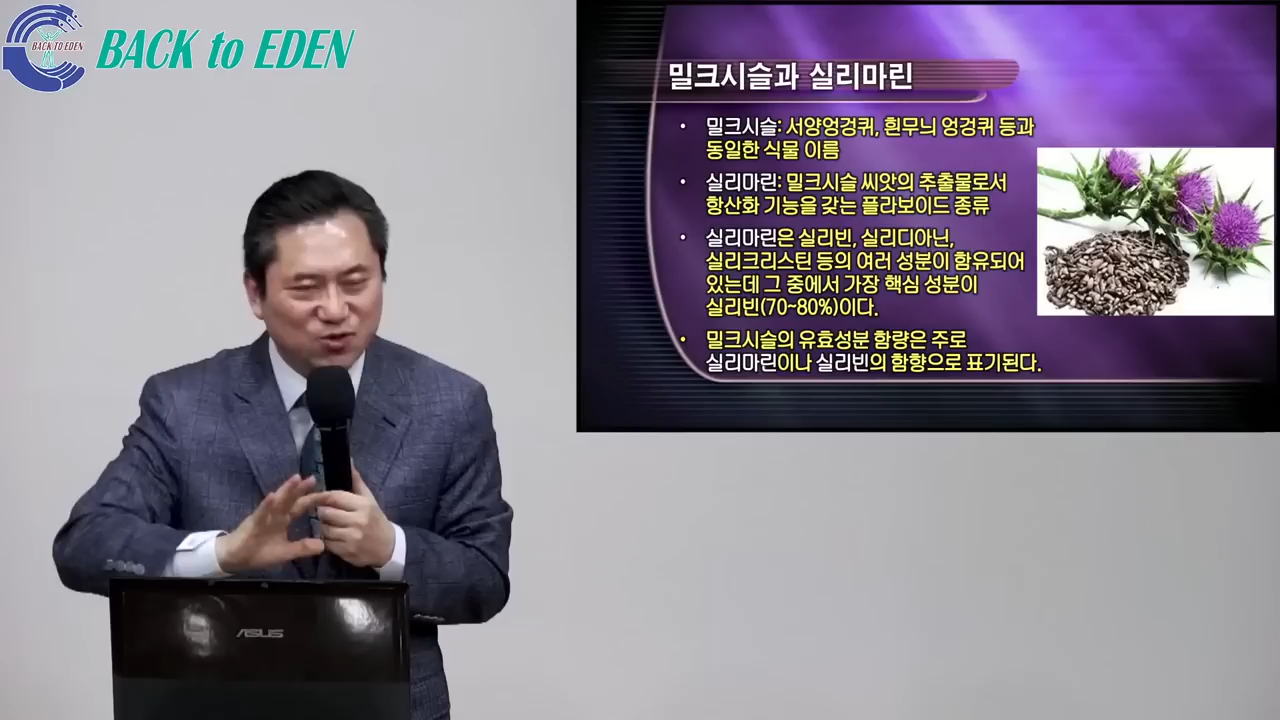 BACK TO EDEN
BACK to EDEN
밀크시슬과 실리마린
• 밀크시슬: 서양엉겅퀴, 흰무늬 엉겅퀴 등과
동일한 식물 이름
• 실리마린: 밀크시슬 씨앗의 추출물로서
항산화 기능을 갖는 플라보이드 종류
• 실리마린은 실리빈, 실리디아닌,
실리크리스틴 등의 여러 성분이 함유되어
있는데 그 중에서 가장 핵심 성분이
실리빈(70~80%)이다.
• 밀크시슬의 유효성분 함량은 주로
실리마린이나 실리빈의 함향으로 표기된다.
ASUS